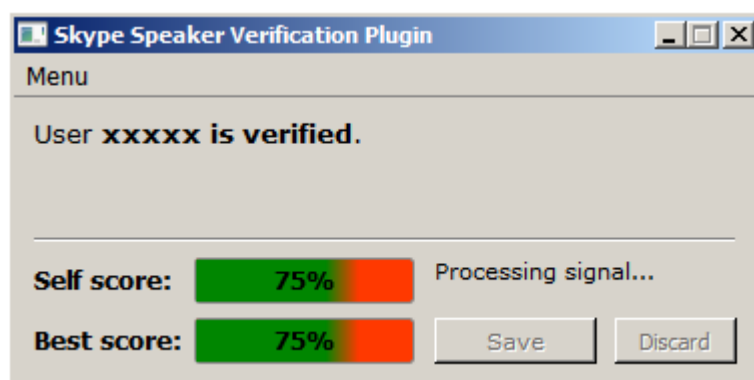 Skype Speaker Verification Plugin
Menu
User xxxxx is verified.
Self score: 75% Processing signal...
Best score: 75% Save Discard